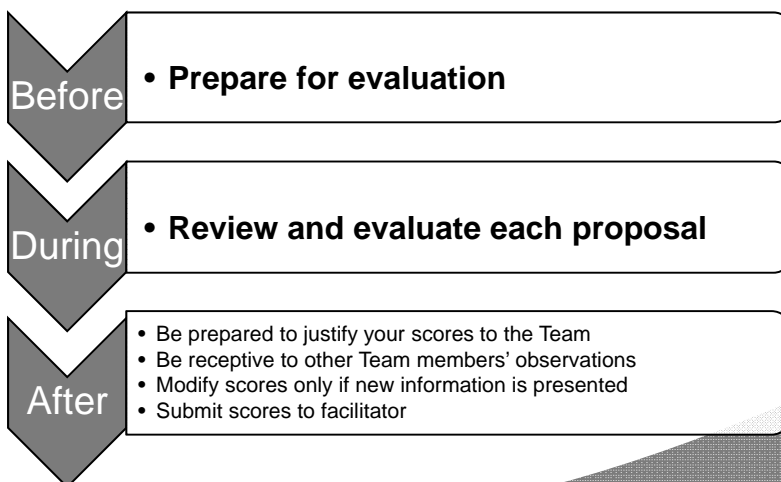 Before
• Prepare for evaluation
During
• Review and evaluate each proposal
After
• Be prepared to justify your scores to the Team
• Be receptive to other Team members’ observations
• Modify scores only if new information is presented
• Submit scores to facilitator